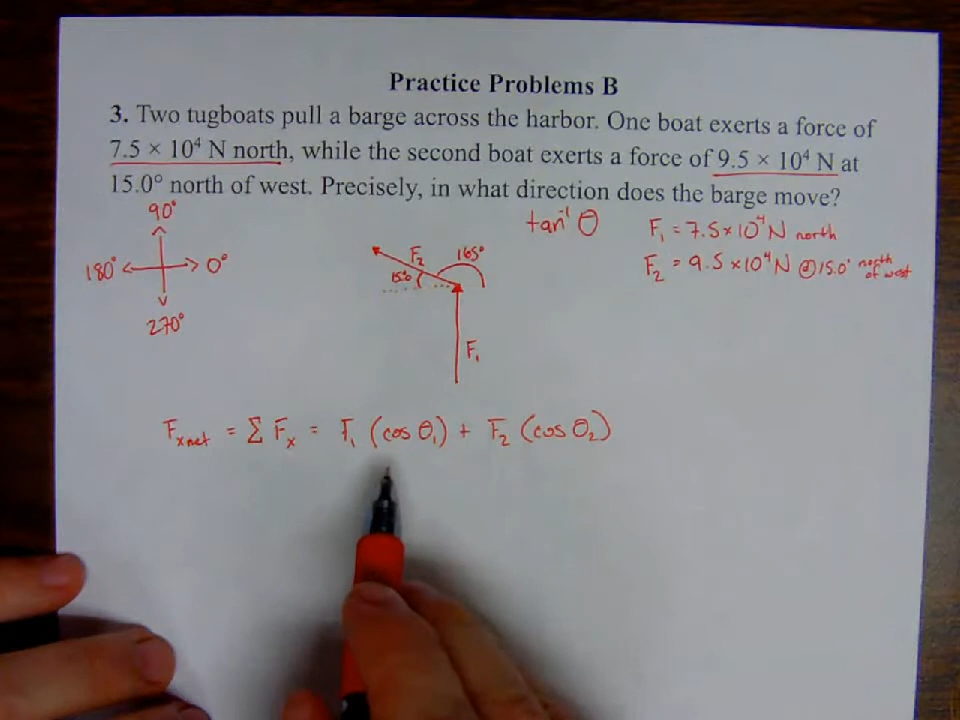 Practice Problems B
3. Two tugboats pull a barge across the harbor. One boat exerts a force of
7.5 × 10⁴ N north, while the second boat exerts a force of 9.5 × 10⁴ N at
15.0° north of west. Precisely, in what direction does the barge move?
90°
180°
0°
270°
F₂
165°
15°
F₁
tan⁻¹ θ
F₁ = 7.5×10⁴ N north
F₂ = 9.5×10⁴ N @ 15.0° north of west
Fₓ net = Σ Fₓ = F₁ (cos θ₁) + F₂ (cos θ₂)